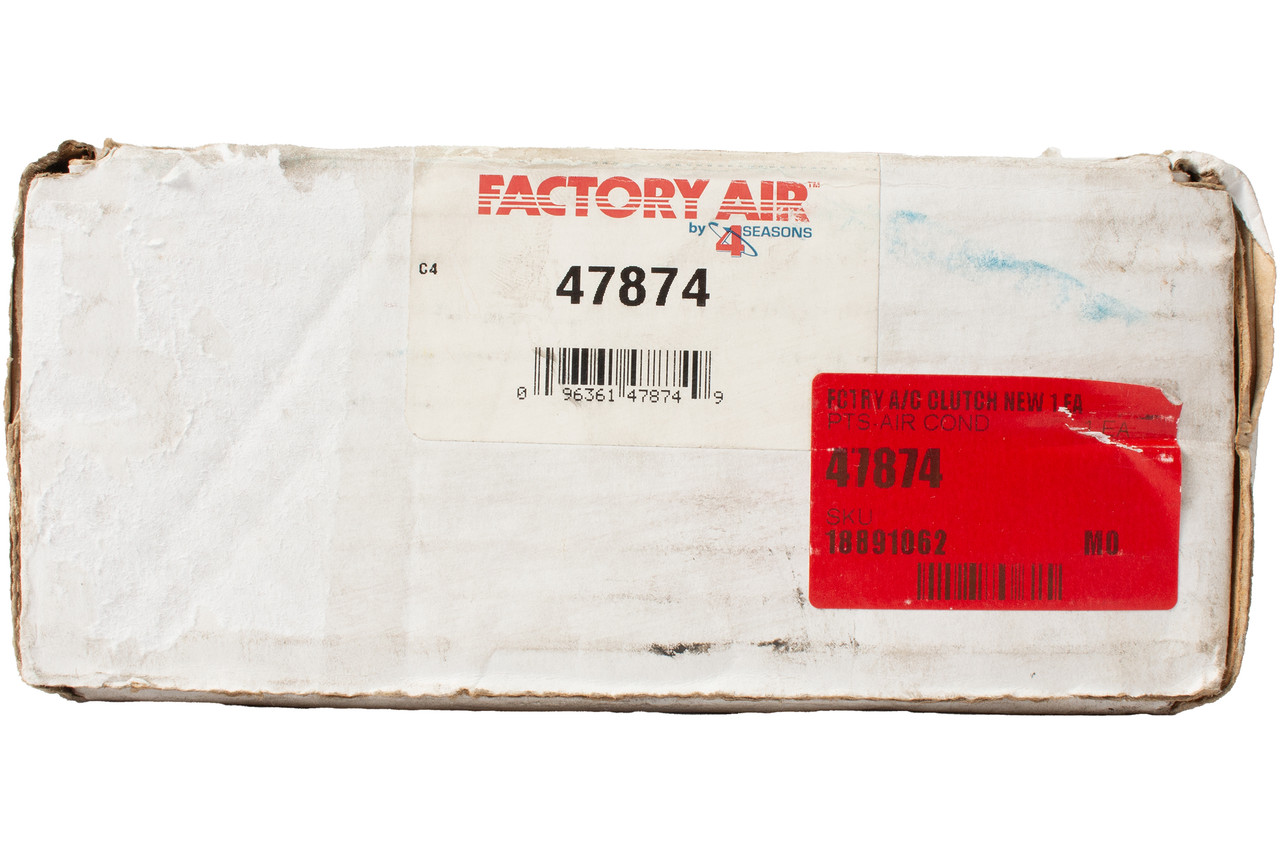 FACTORY AIR™
by 4 SEASONS
C4
47874
0 96361 47874 9
FCTRY A/C CLUTCH NEW 1 EA
PTS-AIR COND EA
47874
SKU
18891062 MO